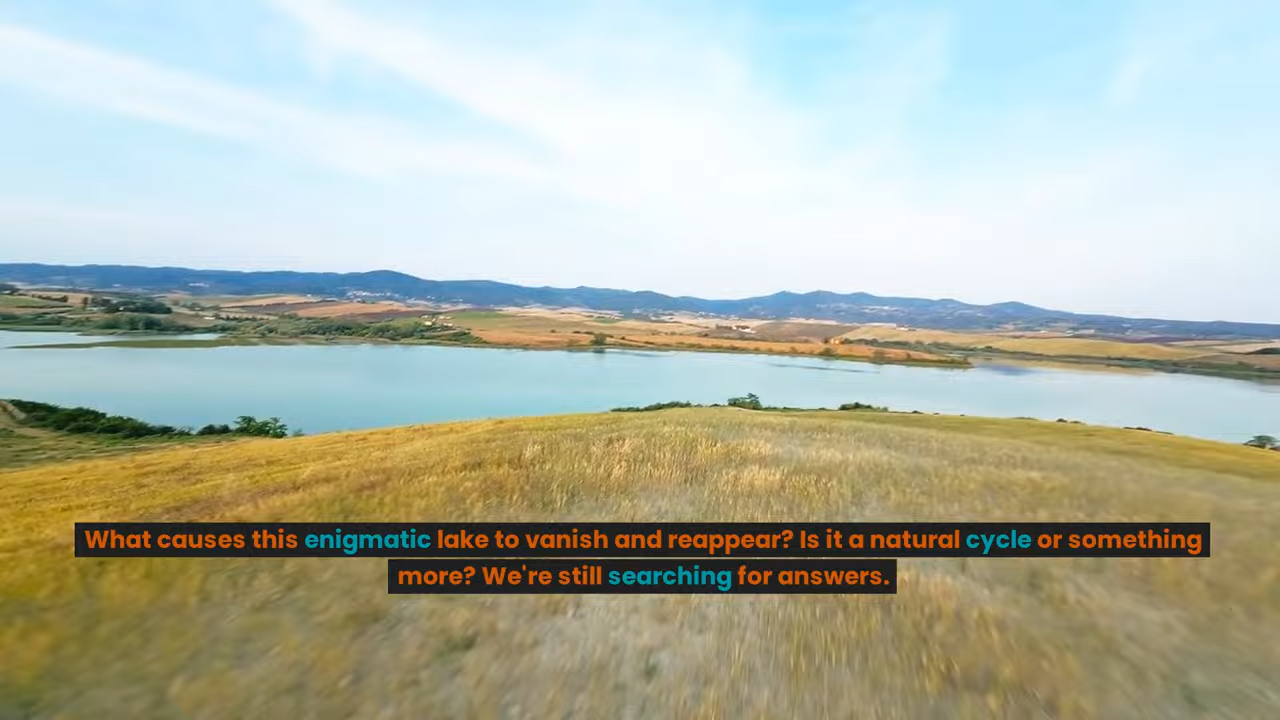 What causes this enigmatic lake to vanish and reappear? Is it a natural cycle or something
more? We're still searching for answers.